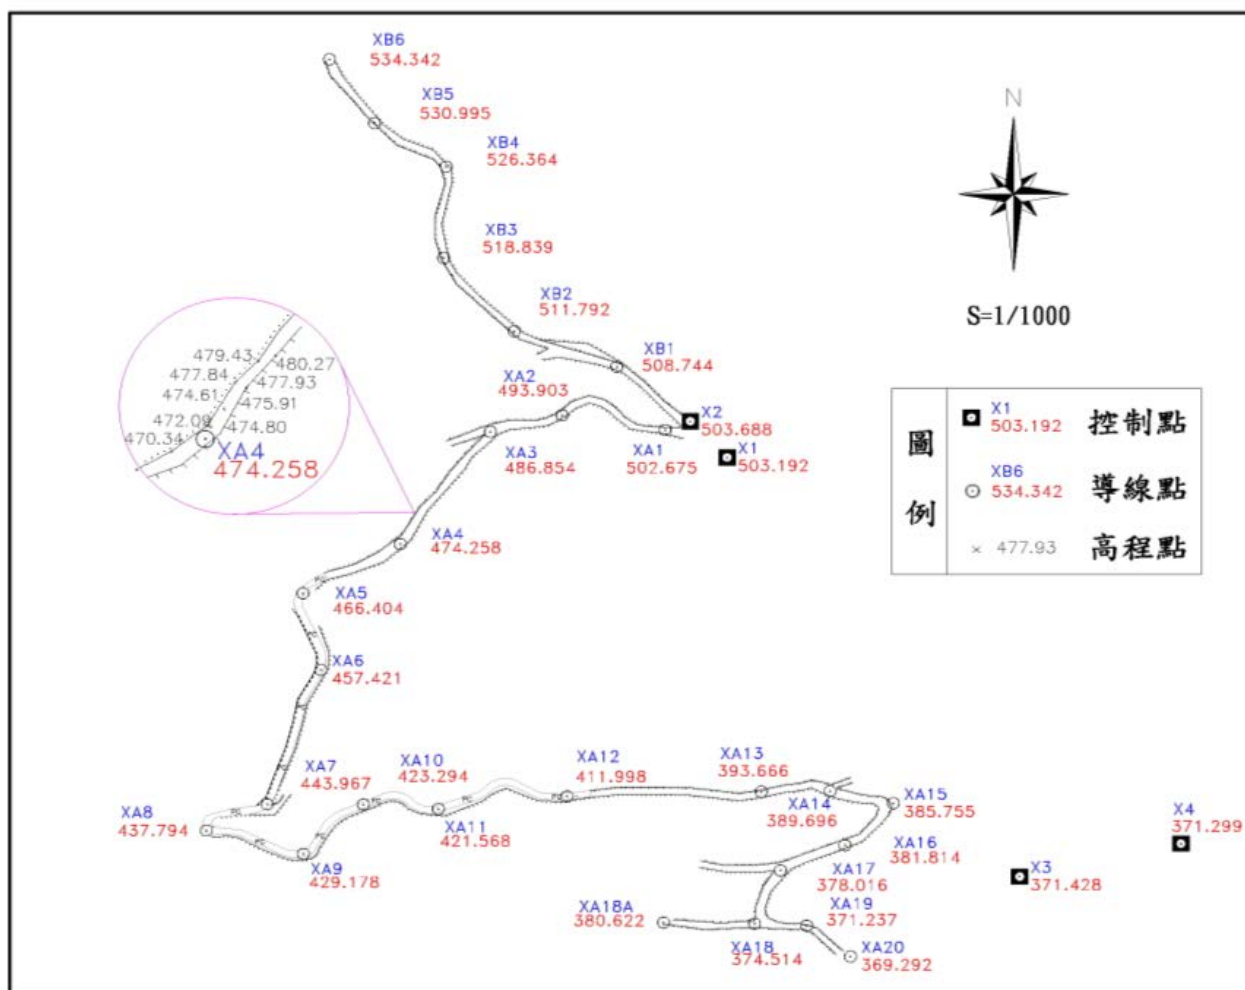 XB6
534.342
XB5
530.995
XB4
526.364
XB3
518.839
XB2
511.792
XB1
508.744
XA2
493.903
X2
503.688
XA3
486.854
XA1
502.675
X1
503.192
XA4
474.258
XA5
466.404
XA6
457.421
XA7
443.967
XA8
437.794
XA9
429.178
XA10
423.294
XA11
421.568
XA12
411.998
XA13
393.666
XA14
389.696
XA15
385.755
XA16
381.814
XA17
378.016
XA18A
380.622
XA18
374.514
XA19
371.237
XA20
369.292
X3
371.428
X4
371.299
479.43
480.27
477.84
477.93
474.61
475.91
472.09
474.80
470.34
XA4
474.258
N
S=1/1000
圖例
X1
503.192 控制點
XB6
534.342 導線點
× 477.93 高程點